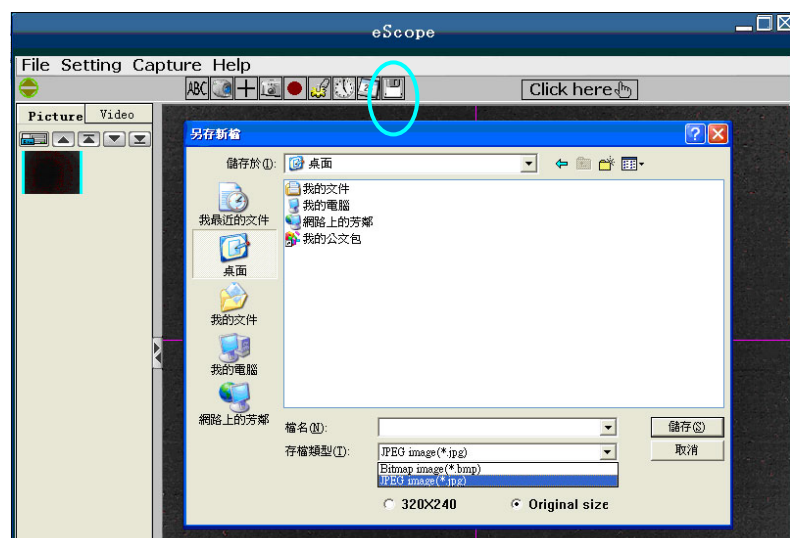 eScope
File Setting Capture Help
ABC
Click here
Picture Video
另存新檔
儲存於(I): 桌面
我最近的文件
桌面
我的文件
我的電腦
網路上的芳鄰
我的文件
我的電腦
網路上的芳鄰
我的公文包
檔名(N):
儲存(S)
存檔類型(T): JPEG image(*.jpg)
取消
Bitmap image(*.bmp)
JPEG image(*.jpg)
320X240 Original size